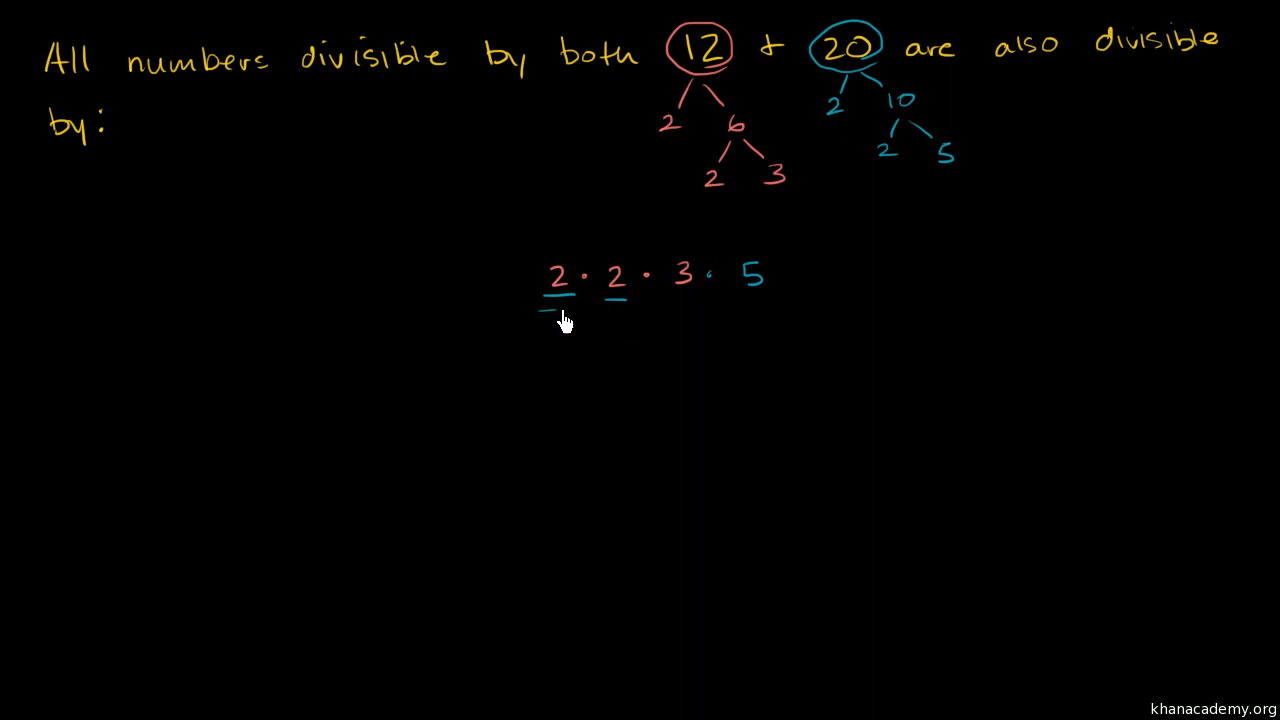 All numbers divisible by both 12 + 20 are also divisible
by:
2 10
2 6
2 5
2 3
2 · 2 · 3 · 5
khanacademy.org